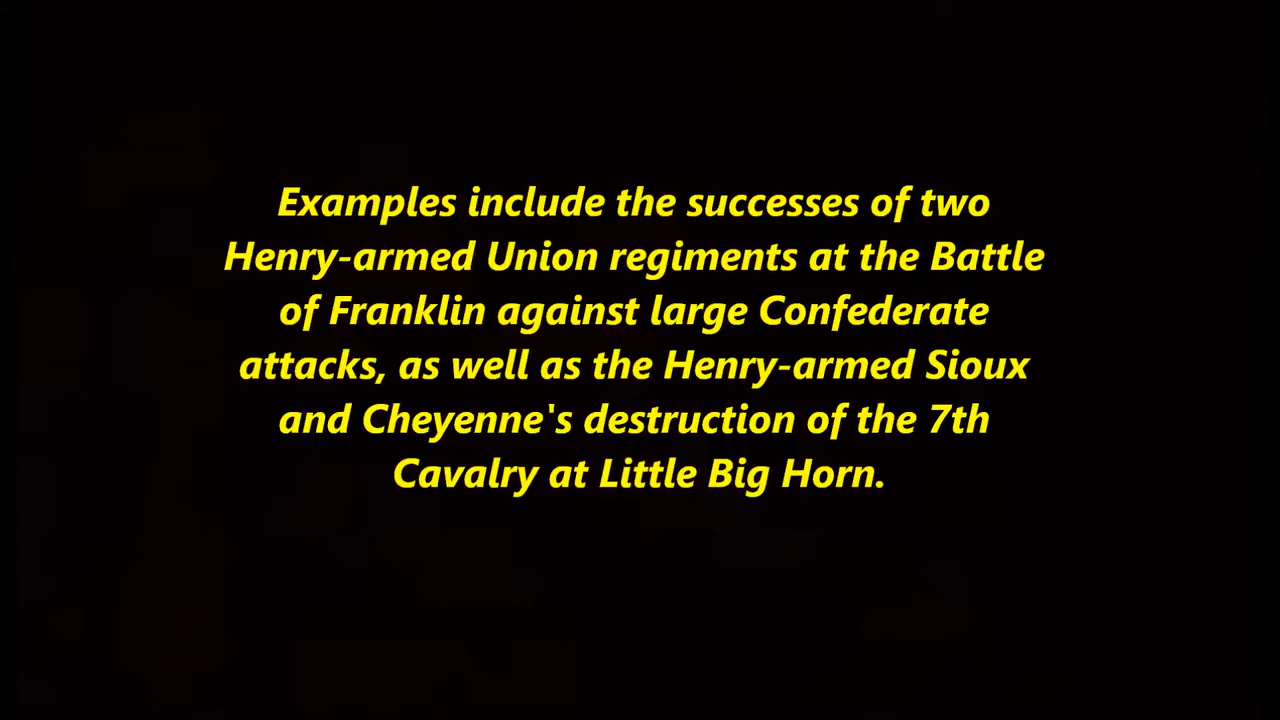 Examples include the successes of two
Henry-armed Union regiments at the Battle
of Franklin against large Confederate
attacks, as well as the Henry-armed Sioux
and Cheyenne's destruction of the 7th
Cavalry at Little Big Horn.